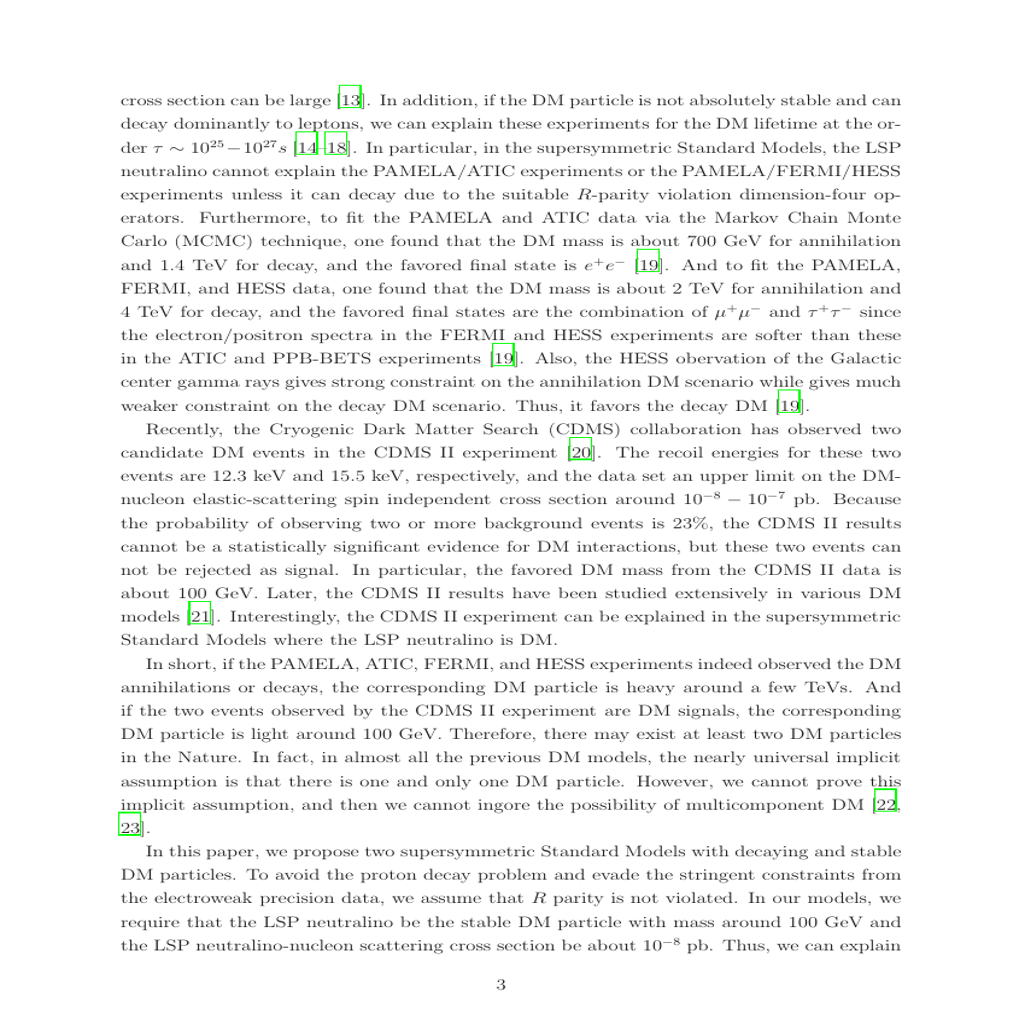 cross section can be large [13]. In addition, if the DM particle is not absolutely stable and can
decay dominantly to leptons, we can explain these experiments for the DM lifetime at the or-
der τ ∼ 10²⁵−10²⁷s [14–18]. In particular, in the supersymmetric Standard Models, the LSP
neutralino cannot explain the PAMELA/ATIC experiments or the PAMELA/FERMI/HESS
experiments unless it can decay due to the suitable R-parity violation dimension-four op-
erators. Furthermore, to fit the PAMELA and ATIC data via the Markov Chain Monte
Carlo (MCMC) technique, one found that the DM mass is about 700 GeV for annihilation
and 1.4 TeV for decay, and the favored final state is e⁺e⁻ [19]. And to fit the PAMELA,
FERMI, and HESS data, one found that the DM mass is about 2 TeV for annihilation and
4 TeV for decay, and the favored final states are the combination of μ⁺μ⁻ and τ⁺τ⁻ since
the electron/positron spectra in the FERMI and HESS experiments are softer than these
in the ATIC and PPB-BETS experiments [19]. Also, the HESS obervation of the Galactic
center gamma rays gives strong constraint on the annihilation DM scenario while gives much
weaker constraint on the decay DM scenario. Thus, it favors the decay DM [19].
Recently, the Cryogenic Dark Matter Search (CDMS) collaboration has observed two
candidate DM events in the CDMS II experiment [20]. The recoil energies for these two
events are 12.3 keV and 15.5 keV, respectively, and the data set an upper limit on the DM-
nucleon elastic-scattering spin independent cross section around 10⁻⁸ − 10⁻⁷ pb. Because
the probability of observing two or more background events is 23%, the CDMS II results
cannot be a statistically significant evidence for DM interactions, but these two events can
not be rejected as signal. In particular, the favored DM mass from the CDMS II data is
about 100 GeV. Later, the CDMS II results have been studied extensively in various DM
models [21]. Interestingly, the CDMS II experiment can be explained in the supersymmetric
Standard Models where the LSP neutralino is DM.
In short, if the PAMELA, ATIC, FERMI, and HESS experiments indeed observed the DM
annihilations or decays, the corresponding DM particle is heavy around a few TeVs. And
if the two events observed by the CDMS II experiment are DM signals, the corresponding
DM particle is light around 100 GeV. Therefore, there may exist at least two DM particles
in the Nature. In fact, in almost all the previous DM models, the nearly universal implicit
assumption is that there is one and only one DM particle. However, we cannot prove this
implicit assumption, and then we cannot ingore the possibility of multicomponent DM [22,
23].
In this paper, we propose two supersymmetric Standard Models with decaying and stable
DM particles. To avoid the proton decay problem and evade the stringent constraints from
the electroweak precision data, we assume that R parity is not violated. In our models, we
require that the LSP neutralino be the stable DM particle with mass around 100 GeV and
the LSP neutralino-nucleon scattering cross section be about 10⁻⁸ pb. Thus, we can explain
3